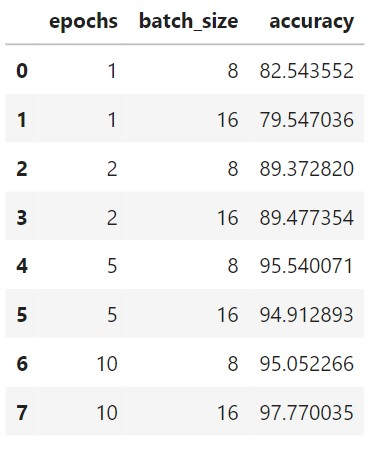 epochs batch_size accuracy
0 1 8 82.543552
1 1 16 79.547036
2 2 8 89.372820
3 2 16 89.477354
4 5 8 95.540071
5 5 16 94.912893
6 10 8 95.052266
7 10 16 97.770035